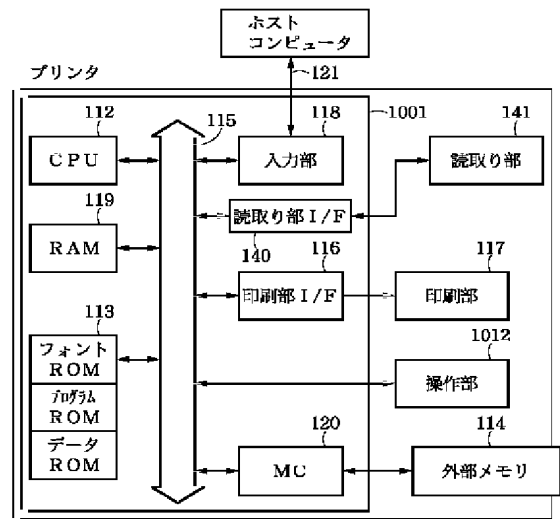 ホスト
コンピュータ
121
プリンタ
112
115
118
1001
141
CPU
入力部
読取り部
119
読取り部I/F
RAM
140
116
117
印刷部I/F
印刷部
113
1012
フォント
ROM
操作部
プログラム
ROM
120
114
データ
ROM
MC
外部メモリ